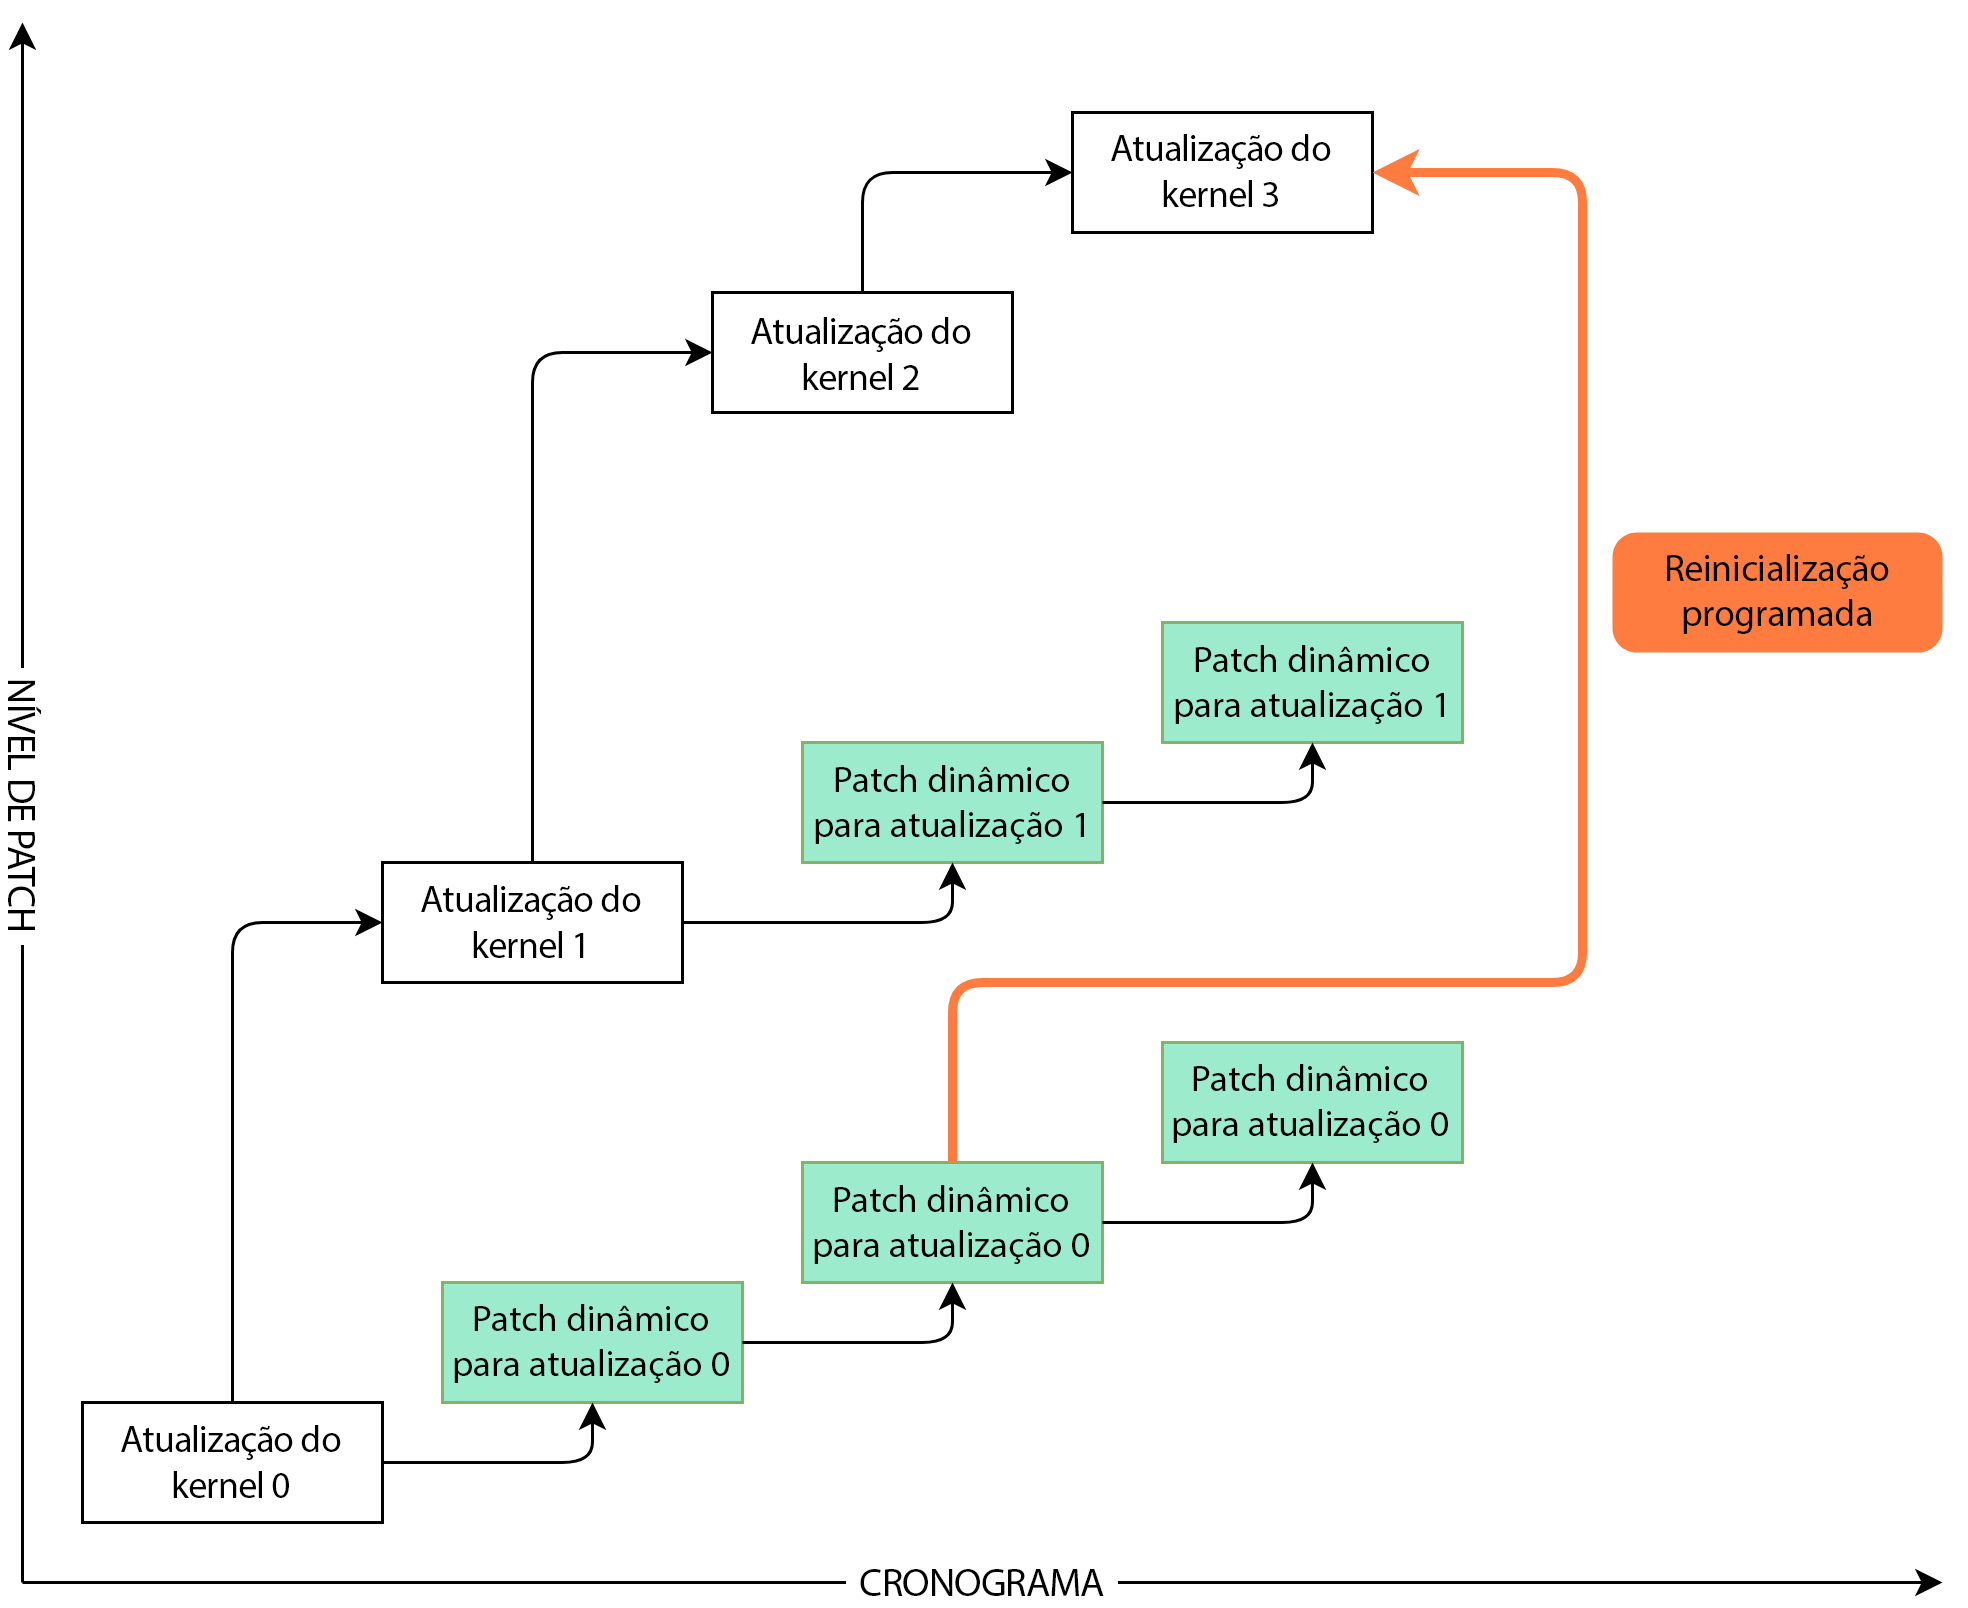 Atualização do
kernel 3
Atualização do
kernel 2
Reinicialização
programada
Patch dinâmico
para atualização 1
Patch dinâmico
para atualização 1
Atualização do
kernel 1
Patch dinâmico
para atualização 0
Patch dinâmico
para atualização 0
Patch dinâmico
para atualização 0
Atualização do
kernel 0
NÍVEL DE PATCH
CRONOGRAMA